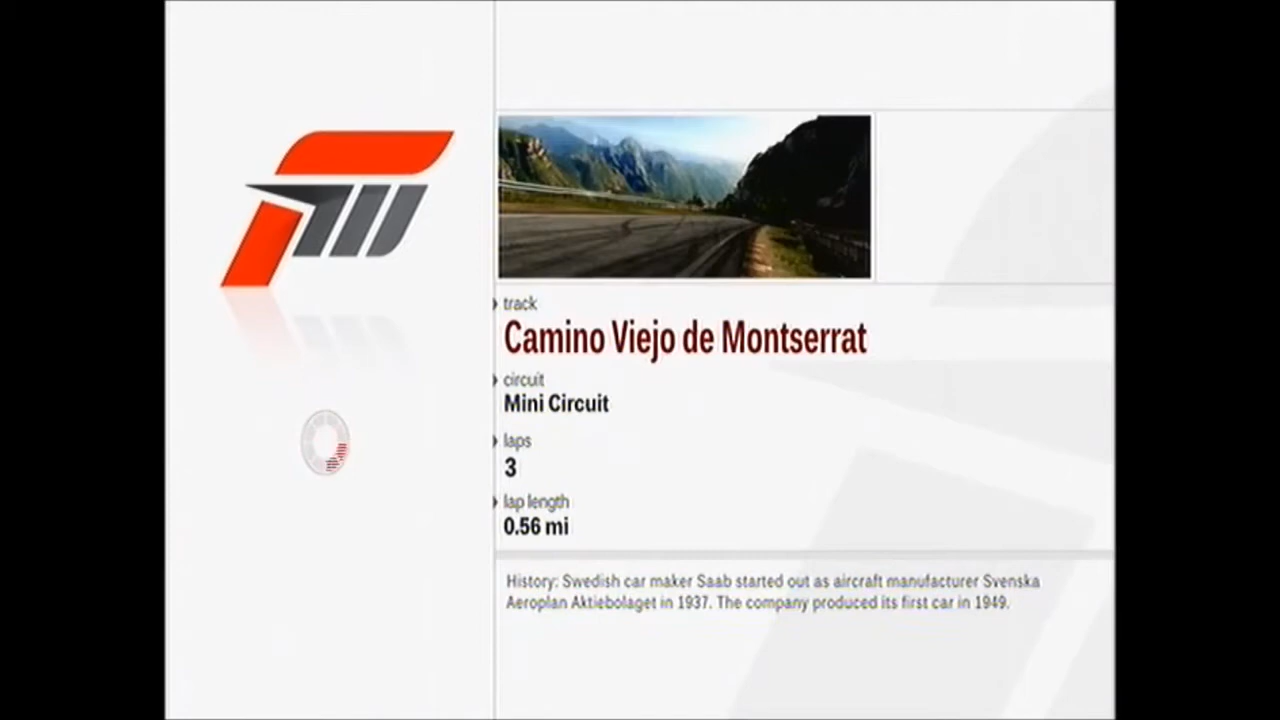 track
Camino Viejo de Montserrat
circuit
Mini Circuit
laps
3
lap length
0.56 mi
History: Swedish car maker Saab started out as aircraft manufacturer Svenska
Aeroplan Aktiebolaget in 1937. The company produced its first car in 1949.